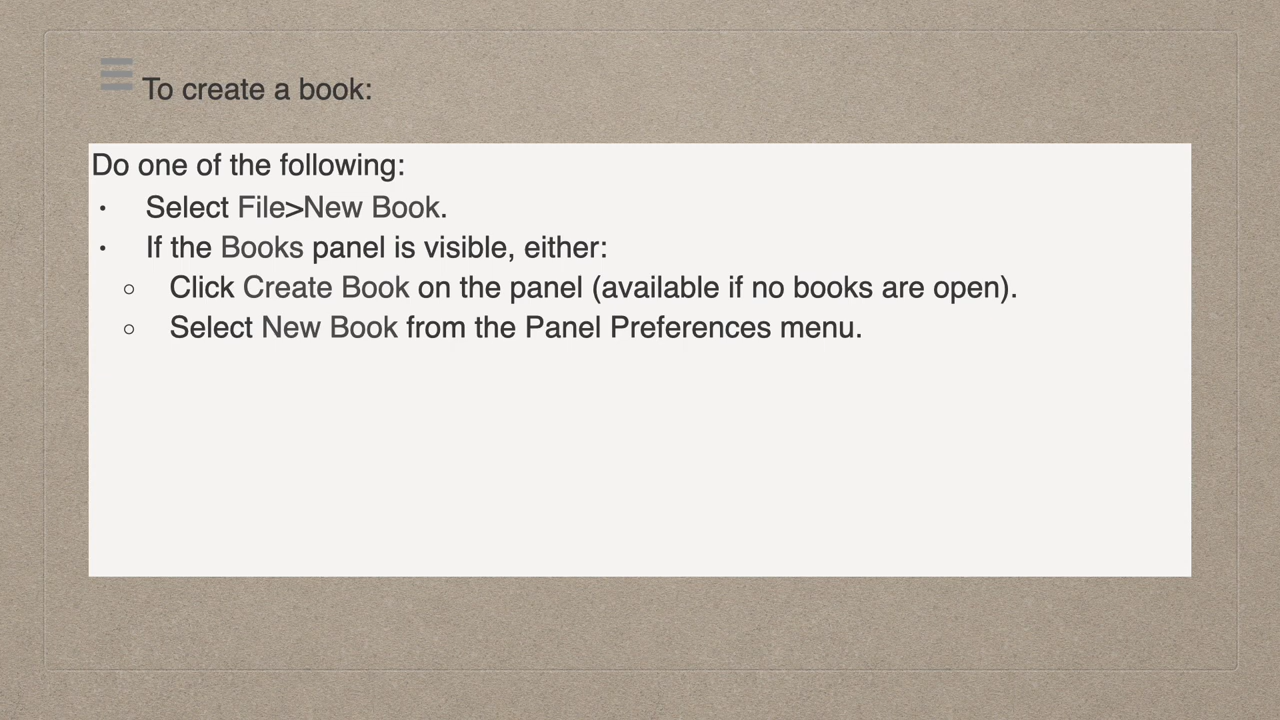 To create a book:
Do one of the following:
• Select File>New Book.
• If the Books panel is visible, either:
○ Click Create Book on the panel (available if no books are open).
○ Select New Book from the Panel Preferences menu.